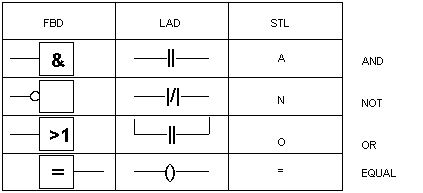 FBD LAD STL
& || A AND
|/| N NOT
>1 || O OR
= () = EQUAL